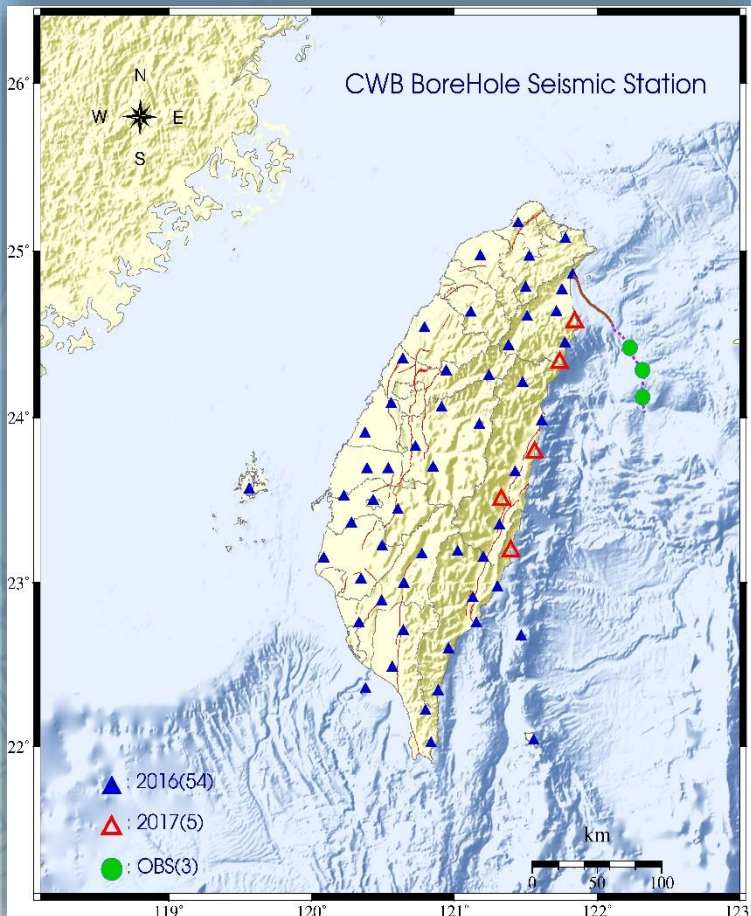 CWB BoreHole Seismic Station
N
W E
S
26°
25°
24°
23°
22°
: 2016(54)
: 2017(5)
: OBS(3)
km
0 50 100
119° 120° 121° 122° 123